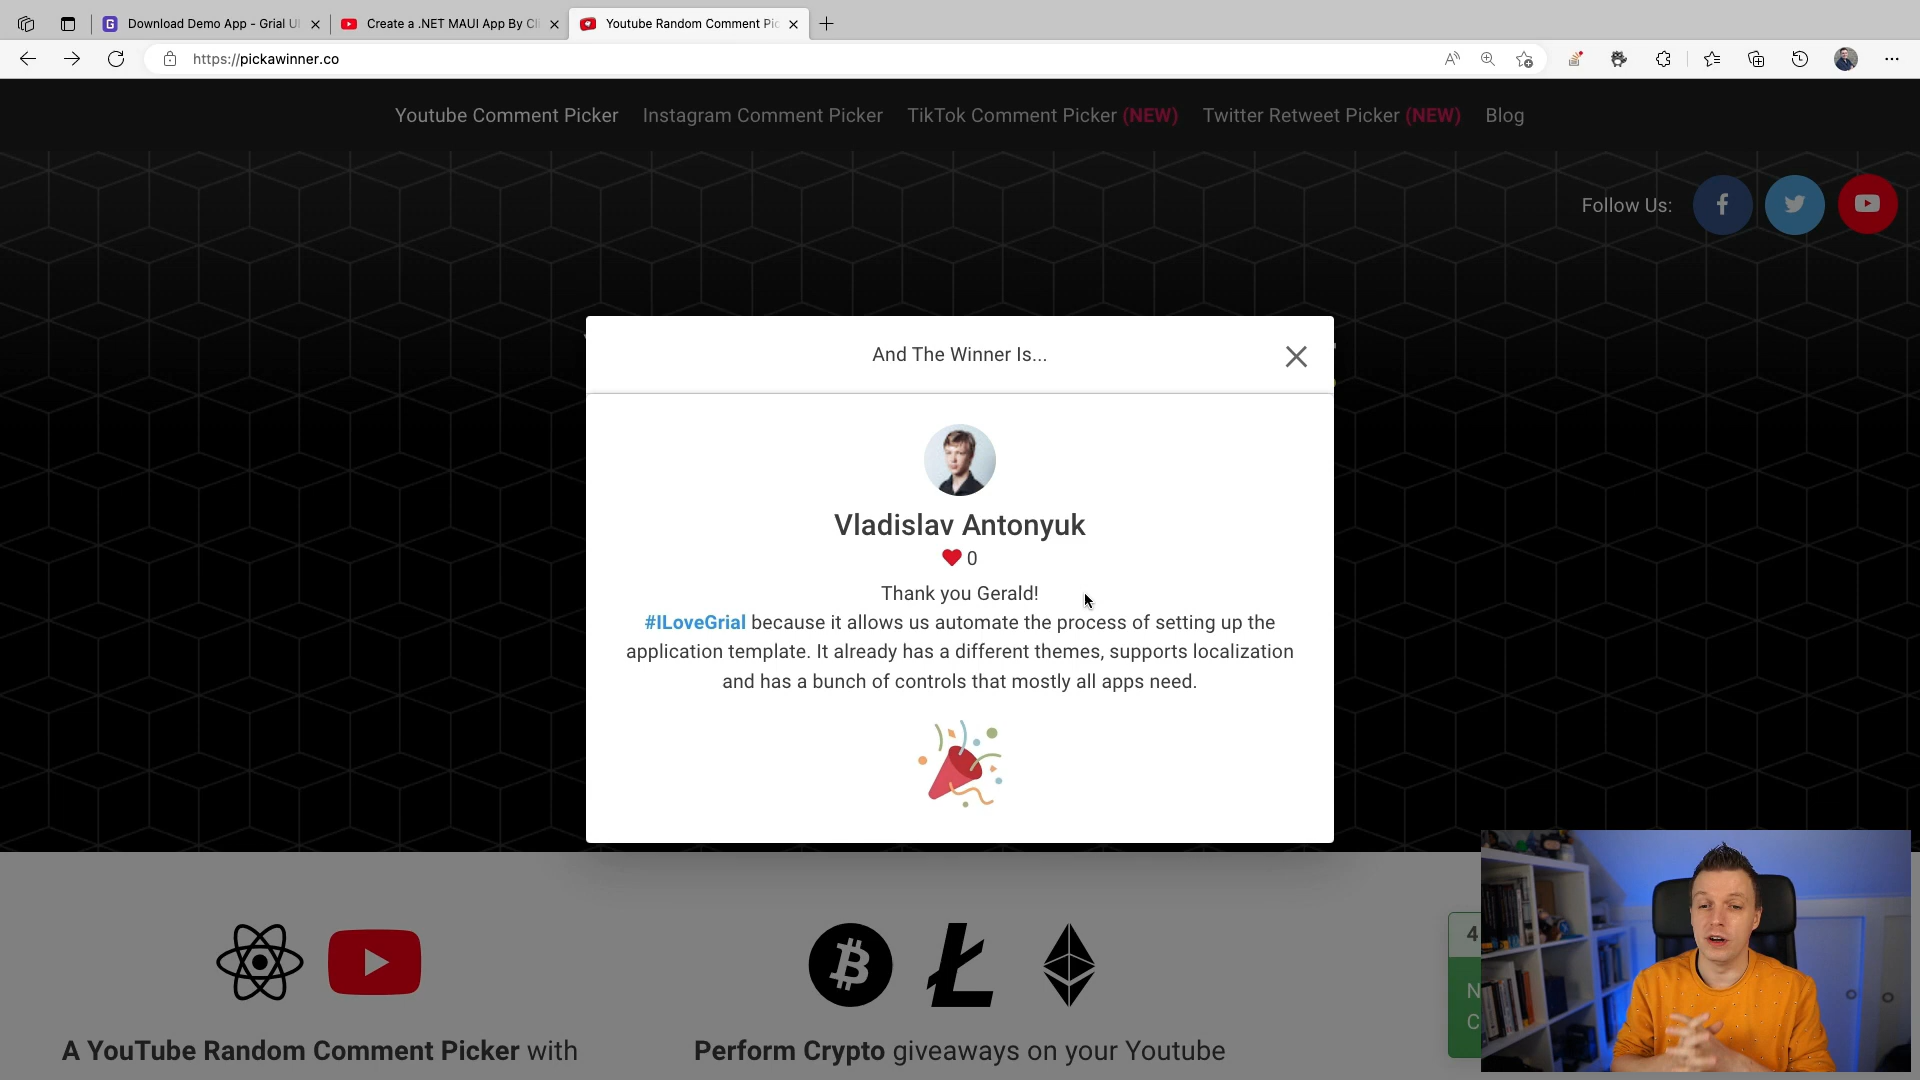 Download Demo App - Grial UI
Create a .NET MAUI App By Cli
Youtube Random Comment Pic
https://pickawinner.co
Youtube Comment Picker Instagram Comment Picker TikTok Comment Picker (NEW) Twitter Retweet Picker (NEW) Blog
Follow Us:
And The Winner Is...
Vladislav Antonyuk
0
Thank you Gerald!
#ILoveGrial because it allows us automate the process of setting up the
application template. It already has a different themes, supports localization
and has a bunch of controls that mostly all apps need.
4
N
C
A YouTube Random Comment Picker with
Perform Crypto giveaways on your Youtube